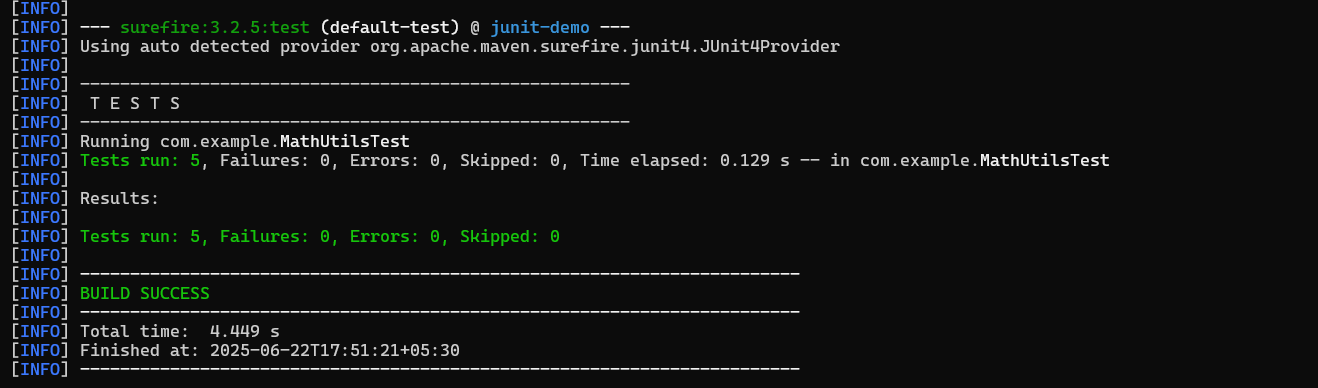 [INFO]
[INFO] --- surefire:3.2.5:test (default-test) @ junit-demo ---
[INFO] Using auto detected provider org.apache.maven.surefire.junit4.JUnit4Provider
[INFO]
[INFO] -------------------------------------------------------
[INFO]  T E S T S
[INFO] -------------------------------------------------------
[INFO] Running com.example.MathUtilsTest
[INFO] Tests run: 5, Failures: 0, Errors: 0, Skipped: 0, Time elapsed: 0.129 s -- in com.example.MathUtilsTest
[INFO]
[INFO] Results:
[INFO]
[INFO] Tests run: 5, Failures: 0, Errors: 0, Skipped: 0
[INFO]
[INFO] ------------------------------------------------------------------------
[INFO] BUILD SUCCESS
[INFO] ------------------------------------------------------------------------
[INFO] Total time:  4.449 s
[INFO] Finished at: 2025-06-22T17:51:21+05:30
[INFO] ------------------------------------------------------------------------